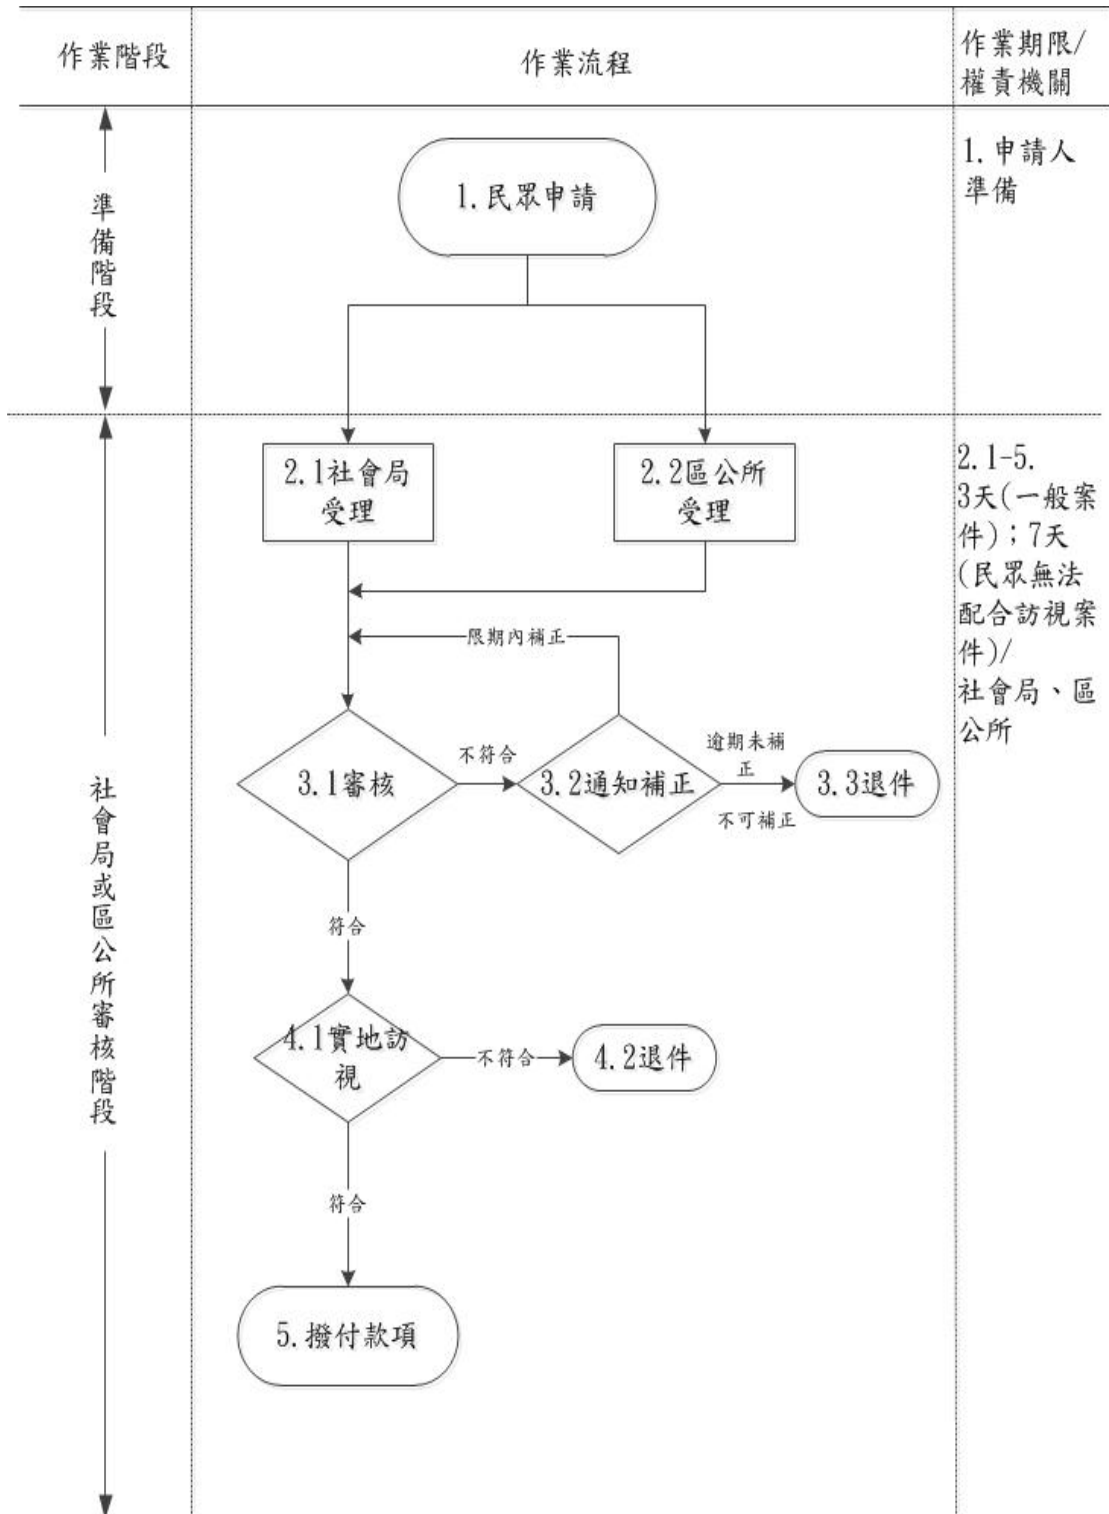 作業階段
作業流程
作業期限/
權責機關
準備階段
1.民眾申請
1.申請人
準備
社會局或區公所審核階段
2.1社會局
受理
2.2區公所
受理
2.1-5.
3天(一般案
件)；7天
(民眾無法
配合訪視案
件)/
社會局、區
公所
限期內補正
3.1審核
不符合
3.2通知補正
逾期未補
正
不可補正
3.3退件
符合
4.1實地訪
視
不符合
4.2退件
符合
5.撥付款項